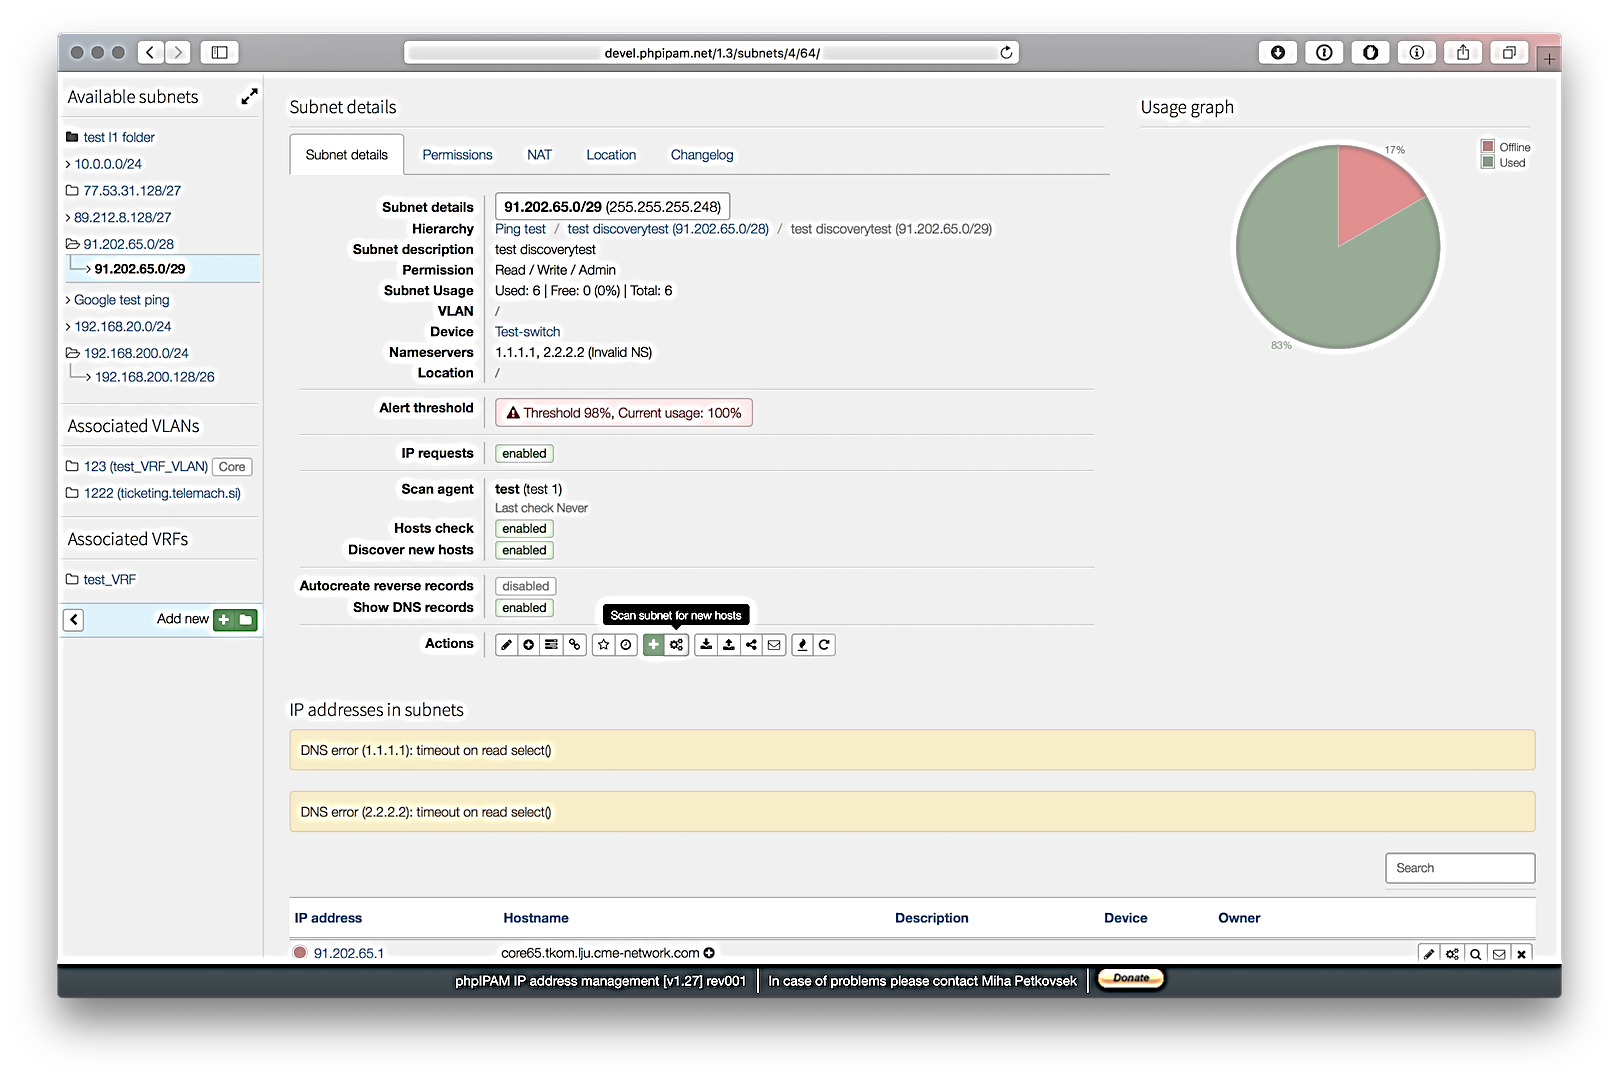 devel.phpipam.net/1.3/subnets/4/64/
Available subnets
test l1 folder
10.0.0.0/24
77.53.31.128/27
89.212.8.128/27
91.202.65.0/28
91.202.65.0/29
Google test ping
192.168.20.0/24
192.168.200.0/24
192.168.200.128/26
Associated VLANs
123 (test_VRF_VLAN) Core
1222 (ticketing.telemach.si)
Associated VRFs
test_VRF
Add new
Subnet details
Subnet details Permissions NAT Location Changelog
Subnet details 91.202.65.0/29 (255.255.255.248)
Hierarchy Ping test / test discoverytest (91.202.65.0/28) / test discoverytest (91.202.65.0/29)
Subnet description test discoverytest
Permission Read / Write / Admin
Subnet Usage Used: 6 | Free: 0 (0%) | Total: 6
VLAN /
Device Test-switch
Nameservers 1.1.1.1, 2.2.2.2 (Invalid NS)
Location /
Alert threshold Threshold 98%, Current usage: 100%
IP requests enabled
Scan agent test (test 1)
Last check Never
Hosts check enabled
Discover new hosts enabled
Autocreate reverse records disabled
Show DNS records enabled
Scan subnet for new hosts
Actions
Usage graph
17%
83%
Offline
Used
IP addresses in subnets
DNS error (1.1.1.1): timeout on read select()
DNS error (2.2.2.2): timeout on read select()
Search
IP address Hostname Description Device Owner
91.202.65.1 core65.tkom.lju.cme-network.com
phpIPAM IP address management [v1.27] rev001 In case of problems please contact Miha Petkovsek Donate